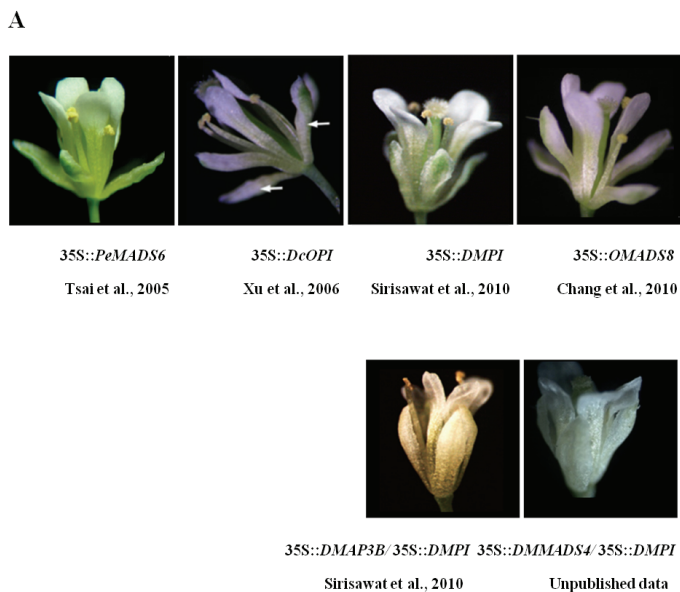 A
35S::PeMADS6 35S::DcOPI 35S::DMPI 35S::OMADS8
Tsai et al., 2005 Xu et al., 2006 Sirisawat et al., 2010 Chang et al., 2010
35S::DMAP3B/35S::DMPI 35S::DMMADS4/35S::DMPI
Sirisawat et al., 2010 Unpublished data